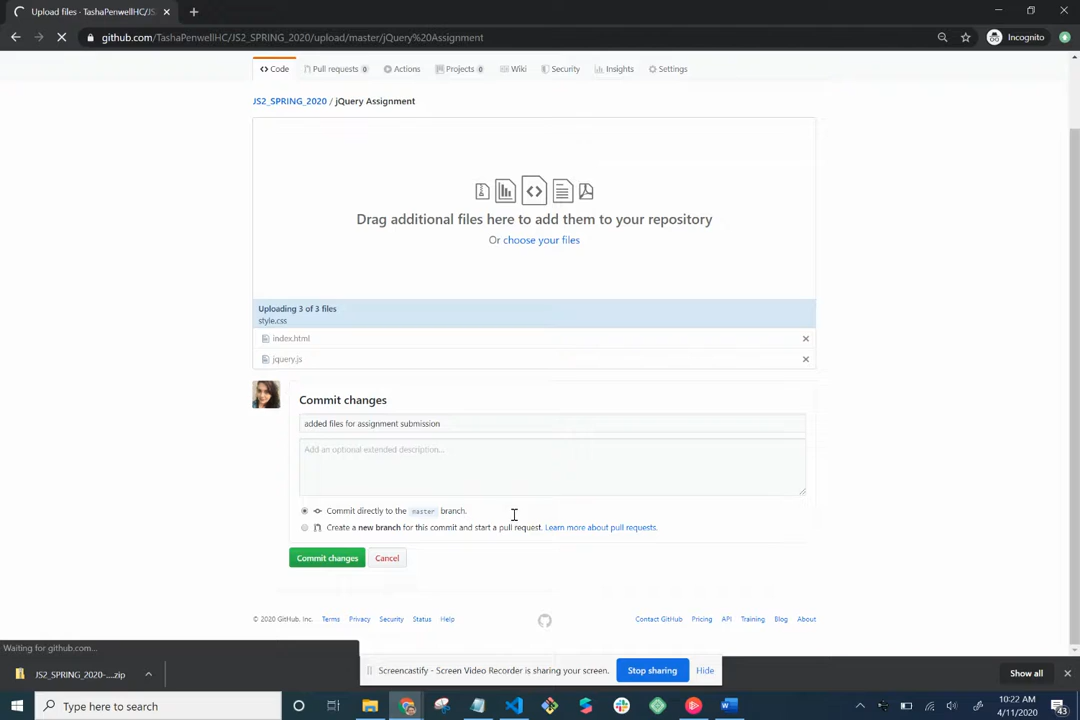 Upload files · TashaPenwellHC/JS
github.com/TashaPenwellHC/JS2_SPRING_2020/upload/master/jQuery%20Assignment
Incognito
Code
Pull requests 0
Actions
Projects 0
Wiki
Security
Insights
Settings
JS2_SPRING_2020 / jQuery Assignment
Drag additional files here to add them to your repository
Or choose your files
Uploading 3 of 3 files
style.css
index.html
jquery.js
Commit changes
added files for assignment submission
Add an optional extended description...
Commit directly to the master branch.
Create a new branch for this commit and start a pull request. Learn more about pull requests.
Commit changes
Cancel
© 2020 GitHub, Inc.
Terms
Privacy
Security
Status
Help
Contact GitHub
Pricing
API
Training
Blog
About
Waiting for github.com...
JS2_SPRING_2020-....zip
Screencastify - Screen Video Recorder is sharing your screen.
Stop sharing
Hide
Show all
Type here to search
10:22 AM
4/11/2020
43